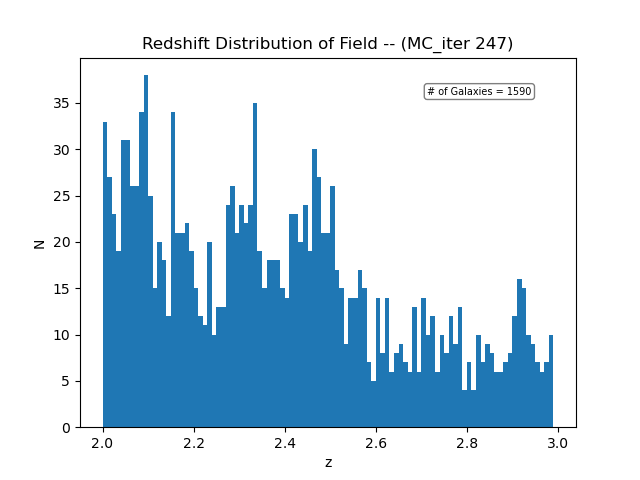 Redshift Distribution of Field -- (MC_iter 247)
# of Galaxies = 1590
N
35
30
25
20
15
10
5
0
2.0 2.2 2.4 2.6 2.8 3.0
z